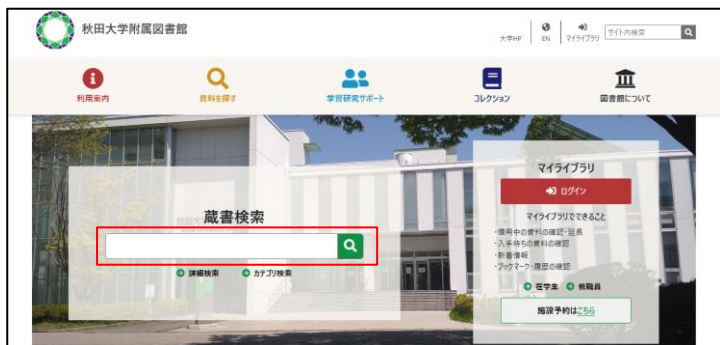 秋田大学附属図書館
大学HP
EN
マイライブラリ
サイト内検索
利用案内
資料を探す
学習研究サポート
コレクション
図書館について
蔵書検索
詳細検索
カテゴリ検索
マイライブラリ
ログイン
マイライブラリでできること
・借用中の資料の確認・延長
・入手待ちの資料の確認
・新着情報
・ブックマーク・履歴の確認
在学生
教職員
施設予約はこちら